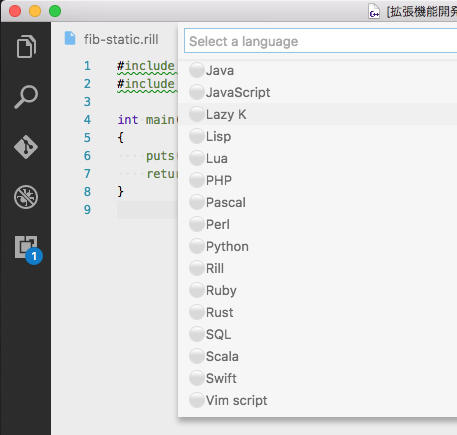 [拡張機能開発
fib-static.rill
Select a language
1 #include
2 #include
3
4 int main(
5 {
6 puts(
7 retur
8 }
9
Java
JavaScript
Lazy K
Lisp
Lua
PHP
Pascal
Perl
Python
Rill
Ruby
Rust
SQL
Scala
Swift
Vim script
1